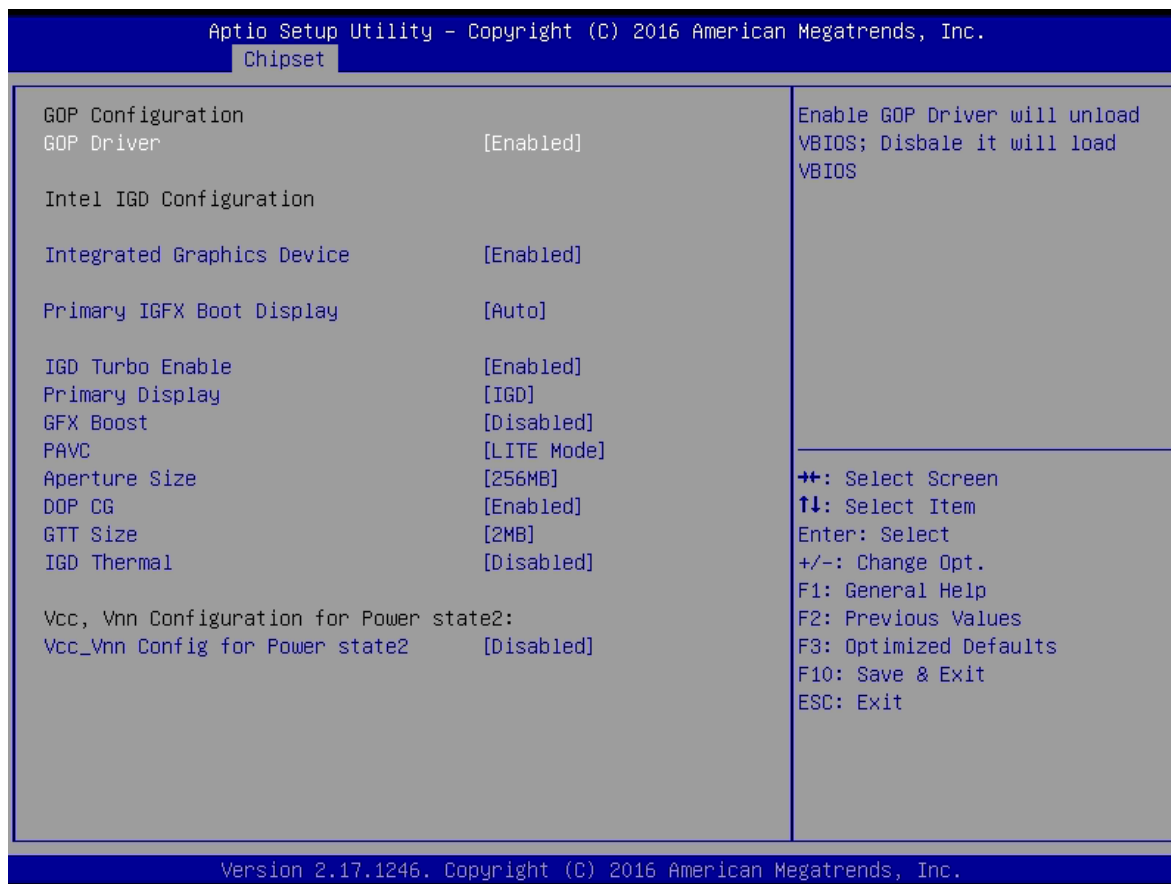 Aptio Setup Utility – Copyright (C) 2016 American Megatrends, Inc.
Chipset
GOP Configuration
GOP Driver [Enabled]
Intel IGD Configuration
Integrated Graphics Device [Enabled]
Primary IGFX Boot Display [Auto]
IGD Turbo Enable [Enabled]
Primary Display [IGD]
GFX Boost [Disabled]
PAVC [LITE Mode]
Aperture Size [256MB]
DOP CG [Enabled]
GTT Size [2MB]
IGD Thermal [Disabled]
Vcc, Vnn Configuration for Power state2:
Vcc_Vnn Config for Power state2 [Disabled]
Enable GOP Driver will unload
VBIOS; Disbale it will load
VBIOS
→←: Select Screen
↑↓: Select Item
Enter: Select
+/-: Change Opt.
F1: General Help
F2: Previous Values
F3: Optimized Defaults
F10: Save & Exit
ESC: Exit
Version 2.17.1246. Copyright (C) 2016 American Megatrends, Inc.